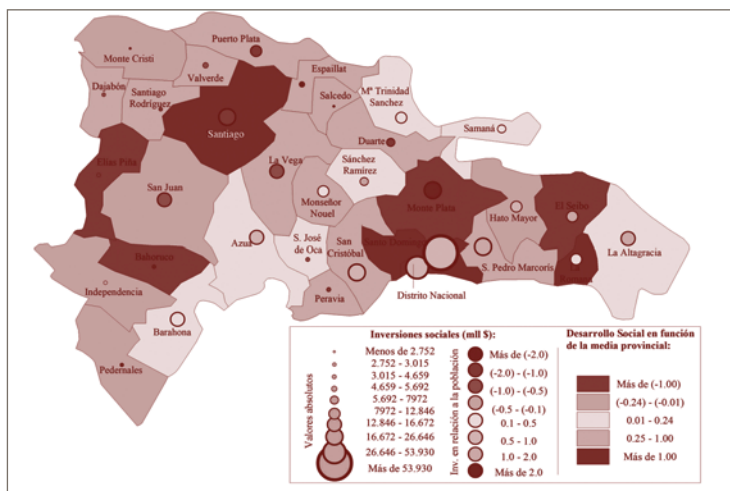 Puerto Plata
Monte Cristi
Espaillat
Valverde
Mª Trinidad
Sanchez
Dajabón
Santiago
Rodríguez
Salcedo
Samaná
Santiago
Duarte
Elías Piña
La Vega
Sánchez
Ramírez
San Juan
Monseñor
Nouel
Monte Plata
El Seibo
Hato Mayor
Azua
S. José
de Oca
San
Cristóbal
Santo Domingo
La Altagracia
Bahoruco
S. Pedro Marcorís
La
Independencia
Distrito Nacional
Peravia
Barahona
Pedernales
Inversiones sociales (mll $):
Valores absolutos
Menos de 2.752
2.752 - 3.015
3.015 - 4.659
4.659 - 5.692
5.692 - 7972
7972 - 12.846
12.846 - 16.672
16.672 - 26.646
26.646 - 53.930
Más de 53.930
Inv. en relación a la población
Más de (-2.0)
(-2.0) - (-1.0)
(-1.0) - (-0.5)
(-0.5 - (-0.1)
0.1 - 0.5
0.5 - 1.0
1.0 - 2.0
Más de 2.0
Desarrollo Social en función
de la media provincial:
Más de (-1.00)
(-0.24) - (-0.01)
0.01 - 0.24
0.25 - 1.00
Más de 1.00